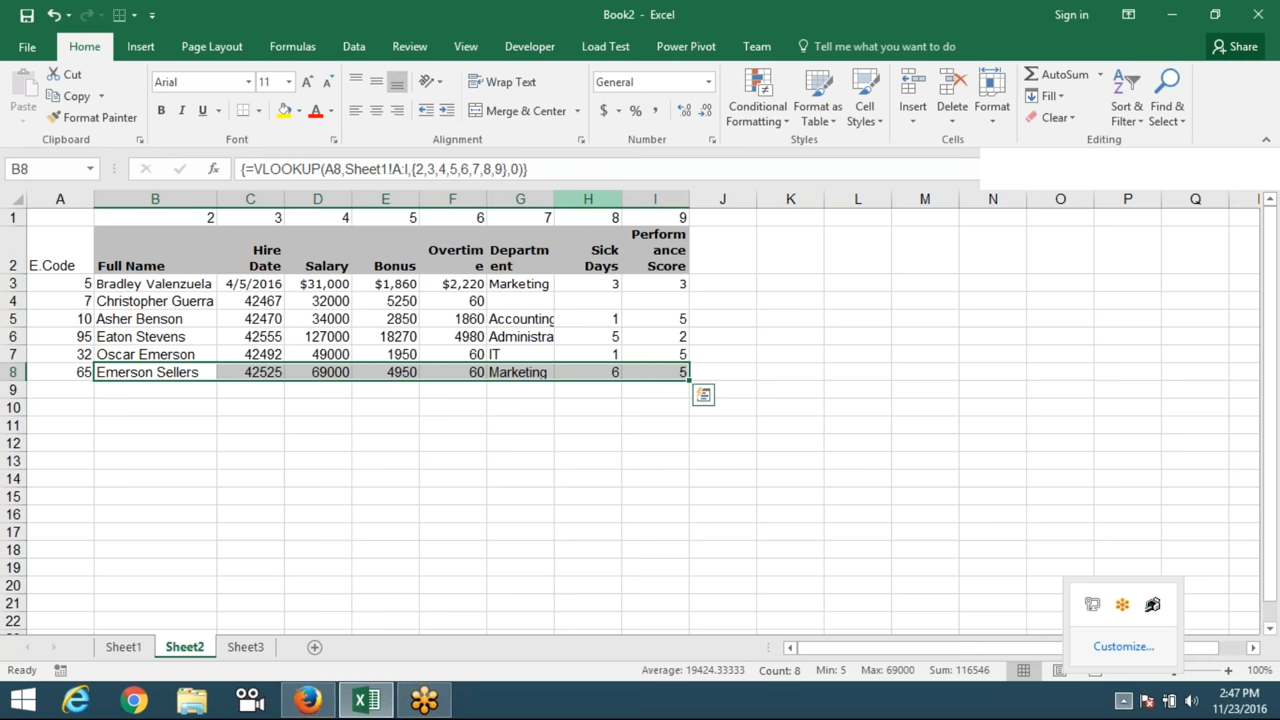 Book2 - Excel
Sign in
File Home Insert Page Layout Formulas Data Review View Load Test Developer Power Pivot Team Tell me what you want to do Share
Cut
Copy
Format Painter
Paste
Clipboard
Arial 11
B I U
Font
Wrap Text
Merge & Center
Alignment
General
$ % ,
Number
Conditional Formatting
Format as Table
Cell Styles
Styles
Insert Delete Format
Cells
AutoSum
Fill
Clear
Sort & Filter
Find & Select
Editing
B8 fx {=VLOOKUP(A8,Sheet1!A:I,{2,3,4,5,6,7,8,9},0)}
A B C D E F G H I J K L M N O P Q
1 2 3 4 5 6 7 8 9
2 E.Code Full Name Hire Date Salary Bonus Overtime Department Sick Days Performance Score
3 5 Bradley Valenzuela 4/5/2016 $31,000 $1,860 $2,220 Marketing 3 3
4 7 Christopher Guerra 42467 32000 5250 60
5 10 Asher Benson 42470 34000 2850 1860 Accounting 1 5
6 95 Eaton Stevens 42555 127000 18270 4980 Administra 5 2
7 32 Oscar Emerson 42492 49000 1950 60 IT 1 5
8 65 Emerson Sellers 42525 69000 4950 60 Marketing 6 5
9
10
11
12
13
14
15
16
17
18
19
20
21
22
Customize...
Sheet1 Sheet2 Sheet3
Ready Average: 19424.33333 Count: 8 Min: 5 Max: 69000 Sum: 116546 100%
2:47 PM
11/23/2016